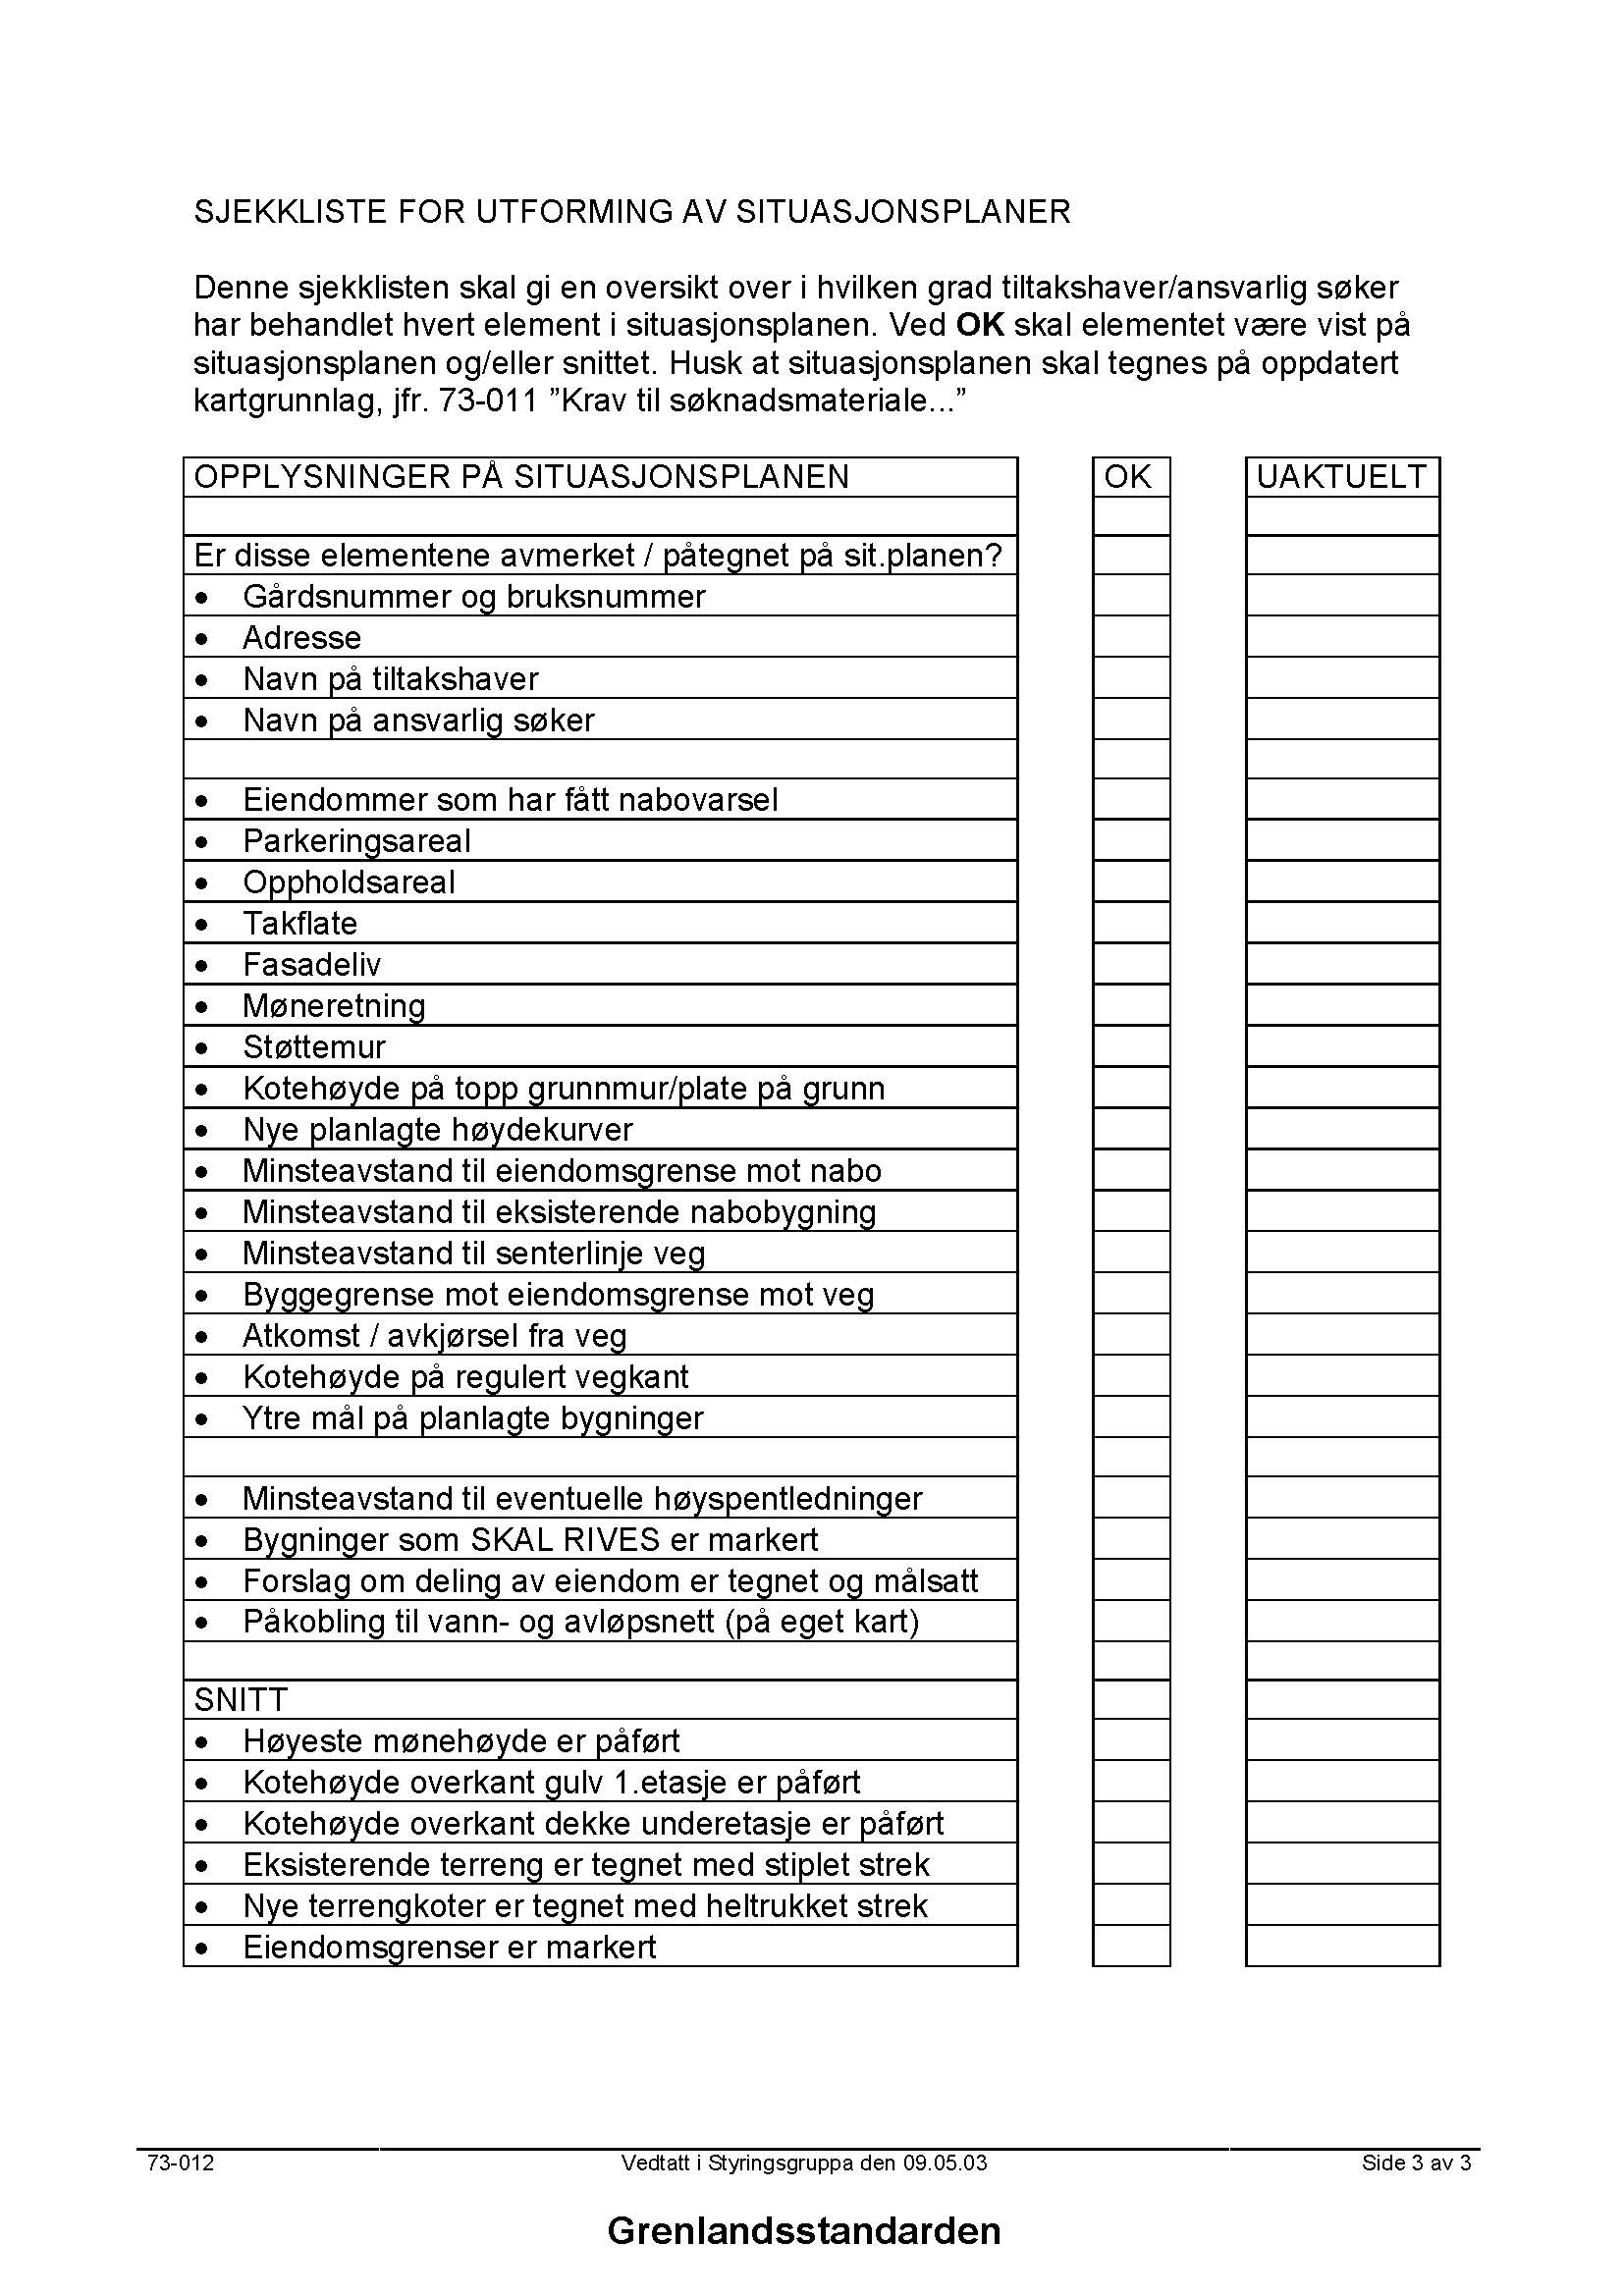 SJEKKLISTE FOR UTFORMING AV SITUASJONSPLANER
Denne sjekklisten skal gi en oversikt over i hvilken grad tiltakshaver/ansvarlig søker
har behandlet hvert element i situasjonsplanen. Ved OK skal elementet være vist på
situasjonsplanen og/eller snittet. Husk at situasjonsplanen skal tegnes på oppdatert
kartgrunnlag, jfr. 73-011 ”Krav til søknadsmateriale...”
OPPLYSNINGER PÅ SITUASJONSPLANEN OK UAKTUELT
Er disse elementene avmerket / påtegnet på sit.planen?
• Gårdsnummer og bruksnummer
• Adresse
• Navn på tiltakshaver
• Navn på ansvarlig søker
• Eiendommer som har fått nabovarsel
• Parkeringsareal
• Oppholdsareal
• Takflate
• Fasadeliv
• Møneretning
• Støttemur
• Kotehøyde på topp grunnmur/plate på grunn
• Nye planlagte høydekurver
• Minsteavstand til eiendomsgrense mot nabo
• Minsteavstand til eksisterende nabobygning
• Minsteavstand til senterlinje veg
• Byggegrense mot eiendomsgrense mot veg
• Atkomst / avkjørsel fra veg
• Kotehøyde på regulert vegkant
• Ytre mål på planlagte bygninger
• Minsteavstand til eventuelle høyspentledninger
• Bygninger som SKAL RIVES er markert
• Forslag om deling av eiendom er tegnet og målsatt
• Påkobling til vann- og avløpsnett (på eget kart)
SNITT
• Høyeste mønehøyde er påført
• Kotehøyde overkant gulv 1.etasje er påført
• Kotehøyde overkant dekke underetasje er påført
• Eksisterende terreng er tegnet med stiplet strek
• Nye terrengkoter er tegnet med heltrukket strek
• Eiendomsgrenser er markert
73-012 Vedtatt i Styringsgruppa den 09.05.03 Side 3 av 3
Grenlandsstandarden